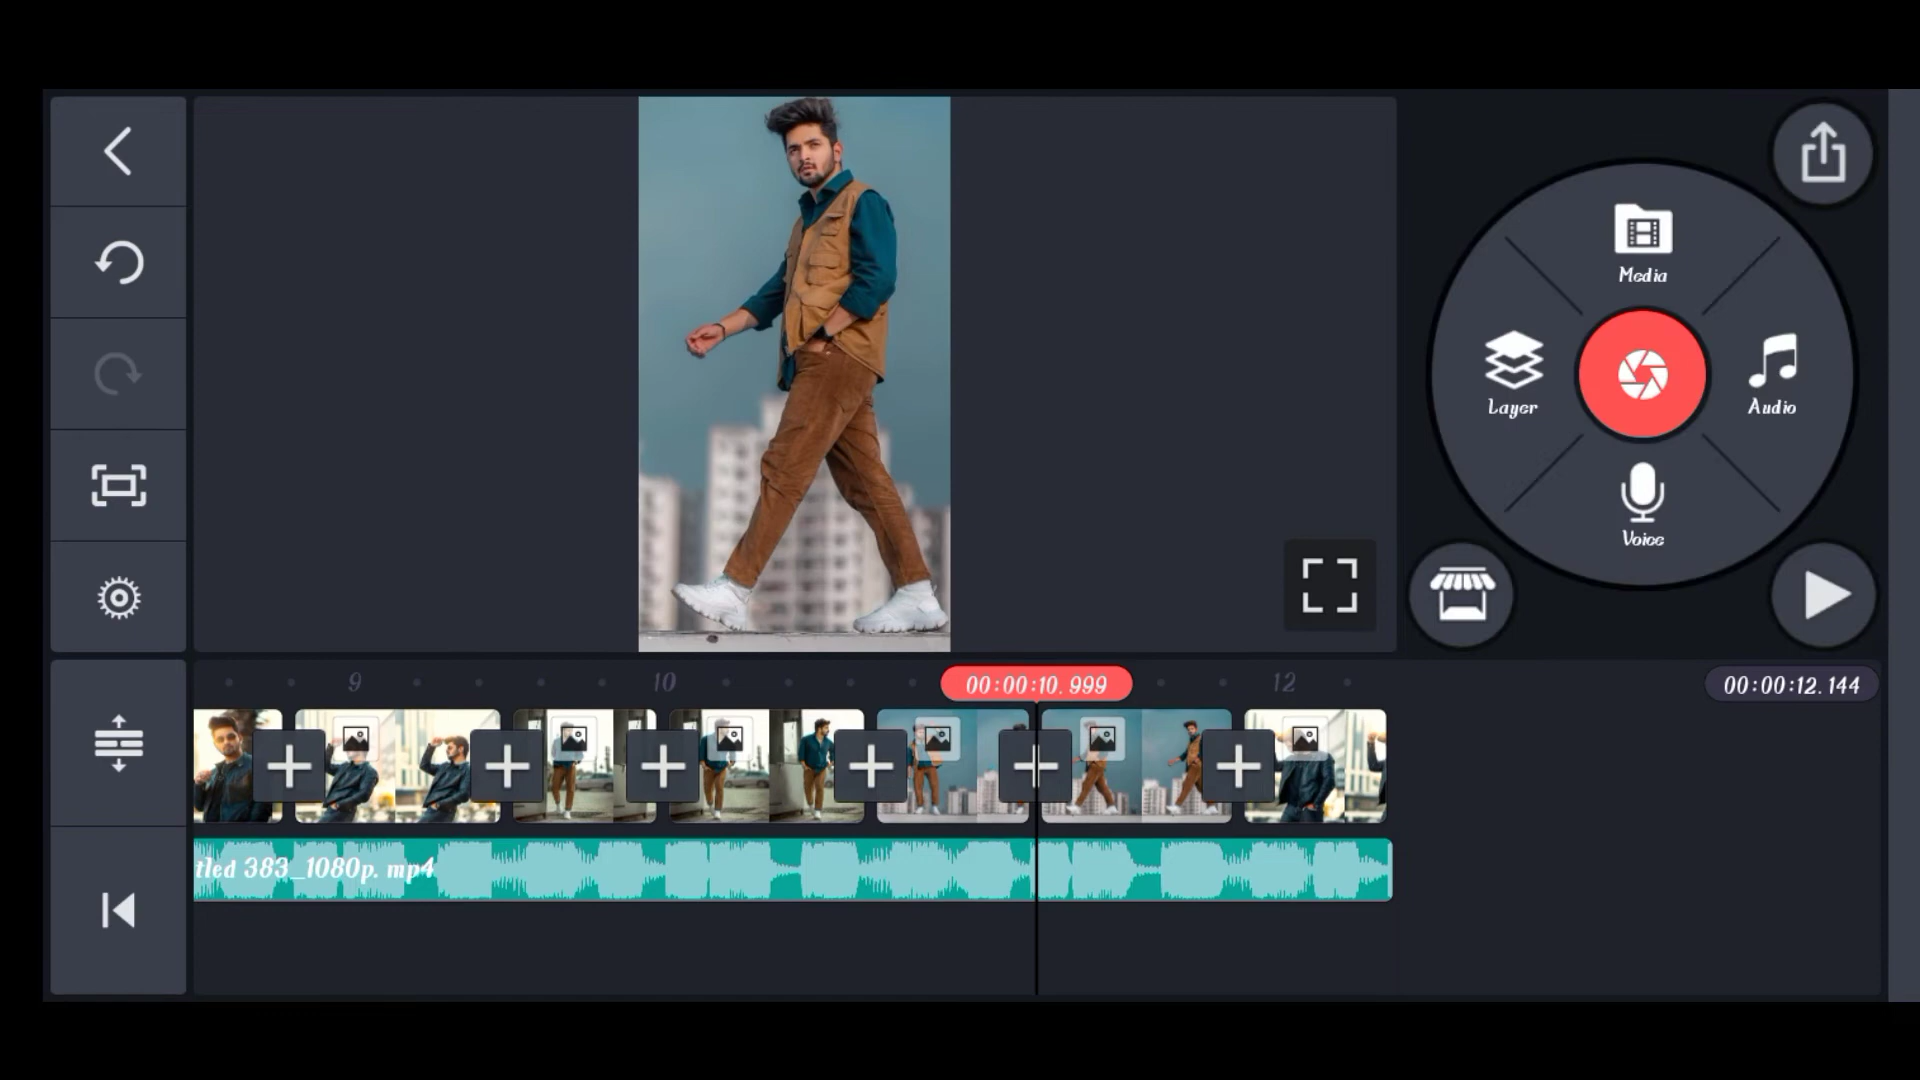 Media
Layer
Audio
Voice
9
10
00:00:10.999
12
00:00:12.144
tled 383_1080p.mp4